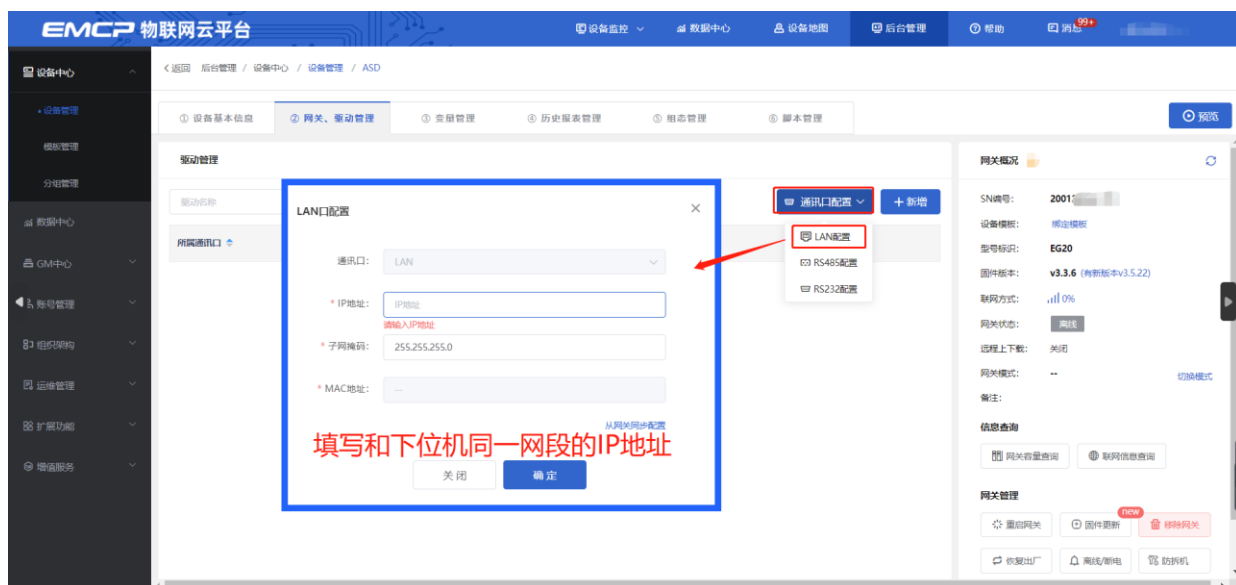 EMCP 物联网云平台
设备监控 数据中心 设备地图 后台管理 帮助 消息 99+
设备中心
设备管理
模板管理
分组管理
数据中心
GM中心
账号管理
组织架构
运维管理
扩展功能
增值服务
返回 后台管理 / 设备中心 / 设备管理 / ASD
① 设备基本信息 ② 网关、驱动管理 ③ 变量管理 ④ 历史报表管理 ⑤ 组态管理 ⑥ 脚本管理
预览
驱动管理
驱动名称
通讯口配置 + 新增
所属通讯口
LAN配置
RS485配置
RS232配置
LAN口配置
通讯口: LAN
* IP地址: IP地址
请输入IP地址
* 子网掩码: 255.255.255.0
* MAC地址: —
从网关同步配置
填写和下位机同一网段的IP地址
关闭 确定
网关概况
SN编号: 2001
设备模板: 绑定模板
型号标识: EG20
固件版本: v3.3.6 (有新版本v3.5.22)
联网方式: 0%
网关状态: 离线
远程上下载: 关闭
网关模式: -- 切换模式
备注:
信息查询
网关容量查询 联网信息查询
网关管理
new
重启网关 固件更新 移除网关
恢复出厂 离线/断电 防拆机